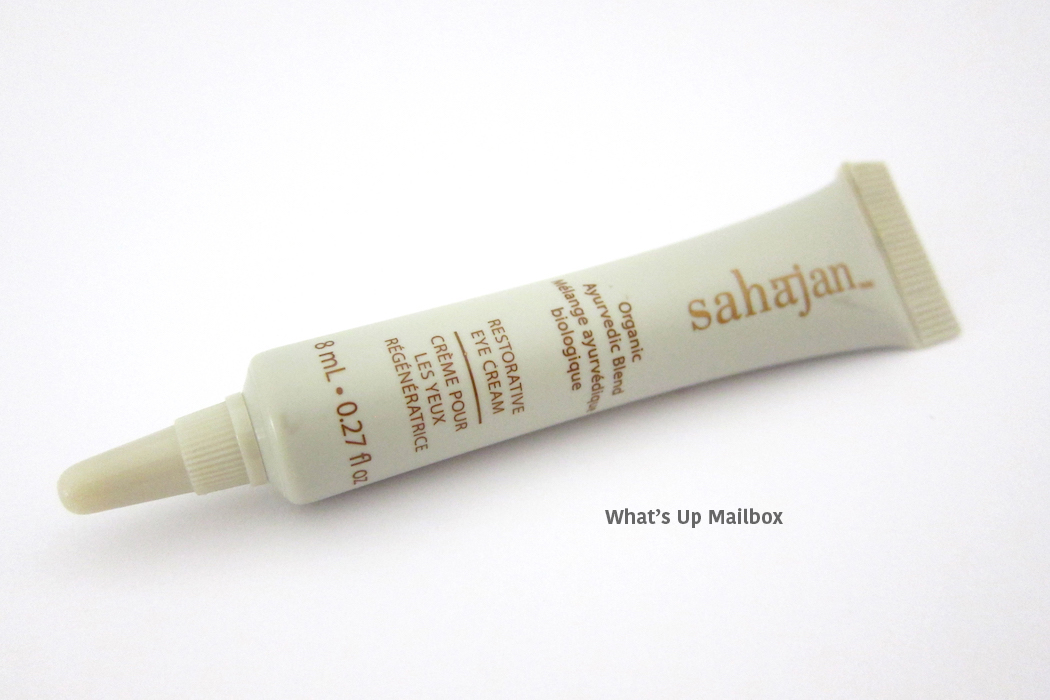 sahajan_
Organic
Ayurvedic Blend
Mélange ayurvédique
biologique
RESTORATIVE
EYE CREAM
CRÈME POUR
LES YEUX
RÉGÉNÉRATRICE
8 mL • 0.27 fl oz
What's Up Mailbox